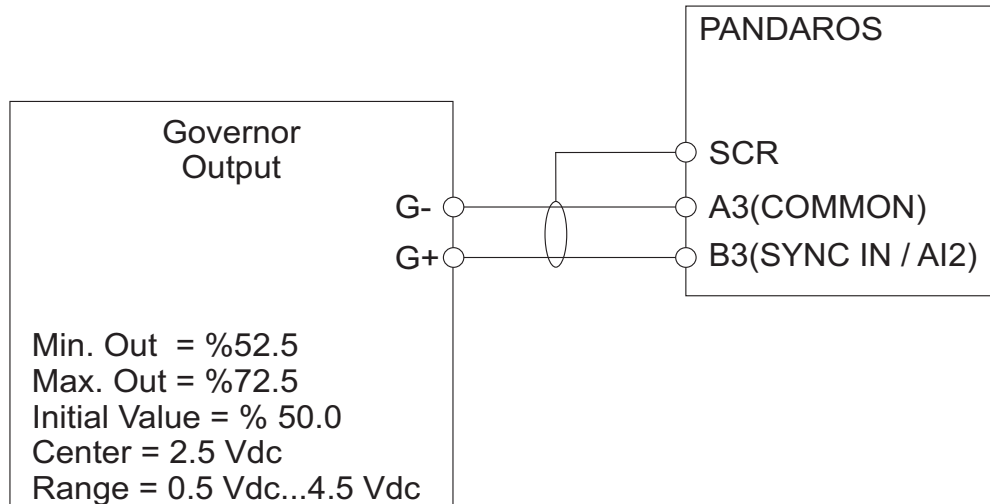 PANDAROS
Governor
Output
SCR
G-
A3(COMMON)
G+
B3(SYNC IN / AI2)
Min. Out  = %52.5
Max. Out = %72.5
Initial Value = % 50.0
Center = 2.5 Vdc
Range = 0.5 Vdc...4.5 Vdc